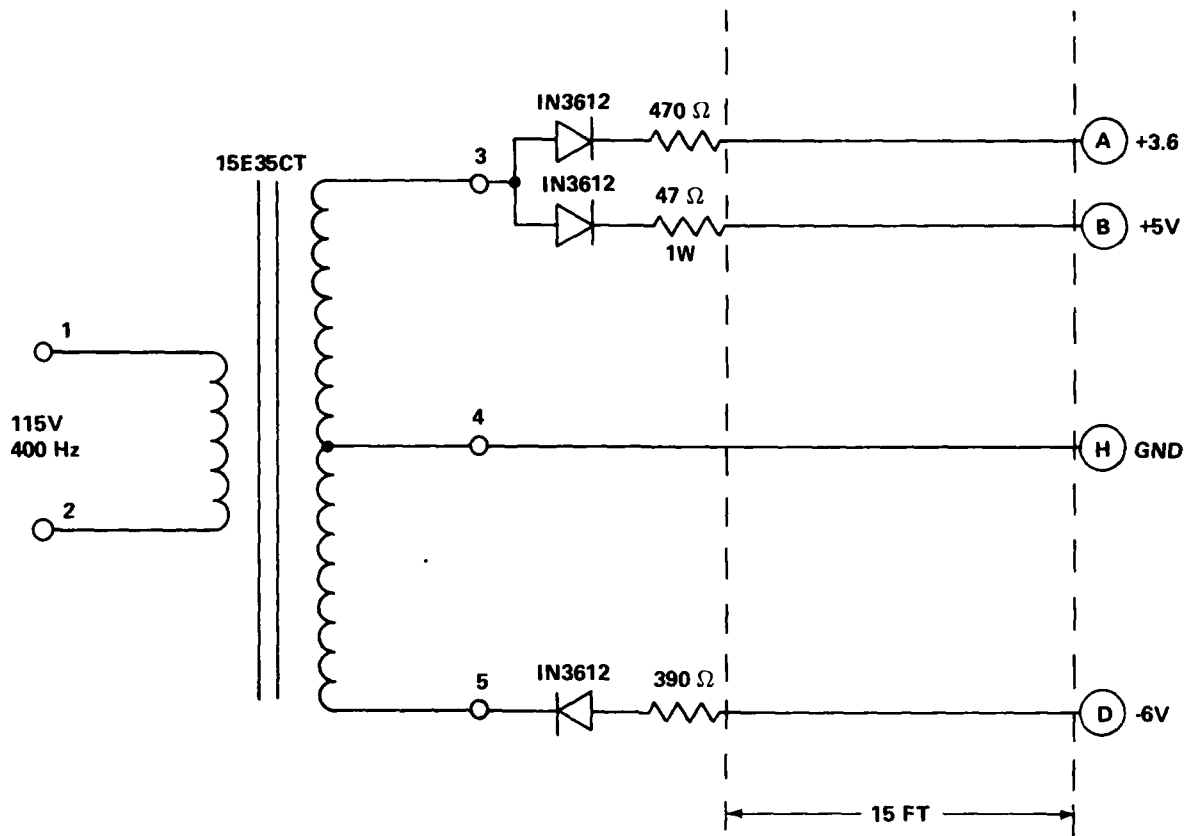 IN3612
470 Ω
A
+3.6
3
15E35CT
IN3612
47 Ω
B
+5V
1W
1
115V
400 Hz
2
4
H
GND
5
IN3612
390 Ω
D
-6V
15 FT